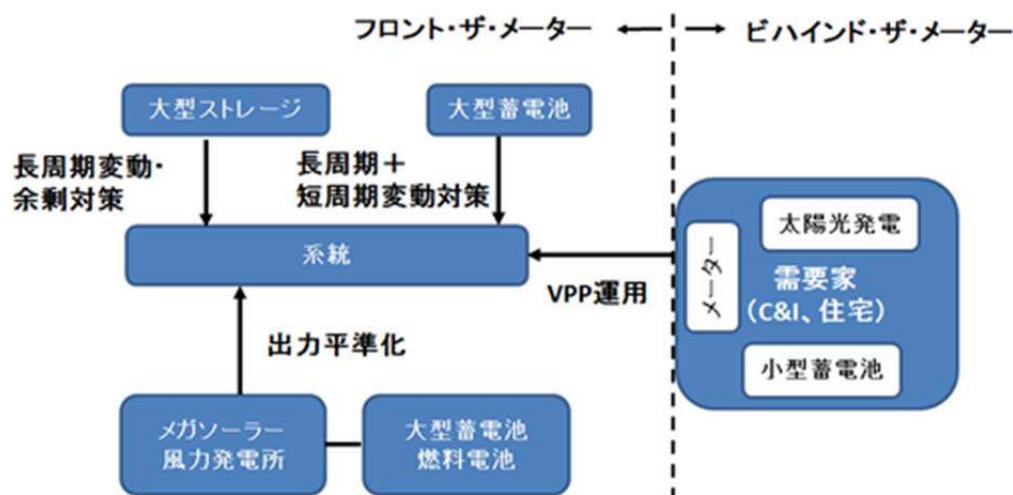 フロント・ザ・メーター
ビハインド・ザ・メーター
大型ストレージ
大型蓄電池
長周期変動・
余剰対策
長周期＋
短周期変動対策
系統
VPP運用
メーター
太陽光発電
需要家
（C&I、住宅）
小型蓄電池
出力平準化
メガソーラー
風力発電所
大型蓄電池
燃料電池